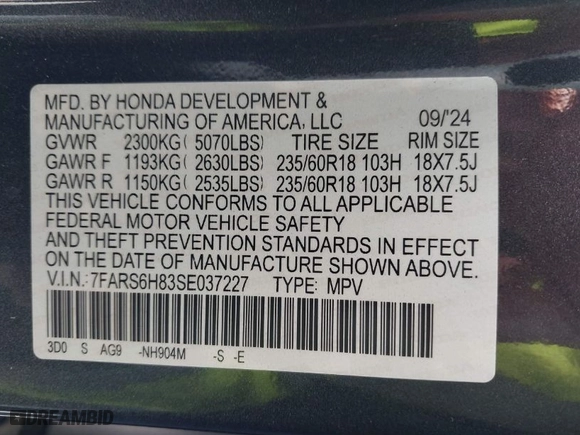 MFD. BY HONDA DEVELOPMENT &
MANUFACTURING OF AMERICA, LLC 09/'24
GVWR 2300KG( 5070LBS) TIRE SIZE RIM SIZE
GAWR F 1193KG( 2630LBS) 235/60R18 103H 18X7.5J
GAWR R 1150KG( 2535LBS) 235/60R18 103H 18X7.5J
THIS VEHICLE CONFORMS TO ALL APPLICABLE
FEDERAL MOTOR VEHICLE SAFETY
AND THEFT PREVENTION STANDARDS IN EFFECT
ON THE DATE OF MANUFACTURE SHOWN ABOVE.
V.I.N.:7FARS6H83SE037227 TYPE: MPV
3D0 S AG9 -NH904M -S -E
DREAMBID